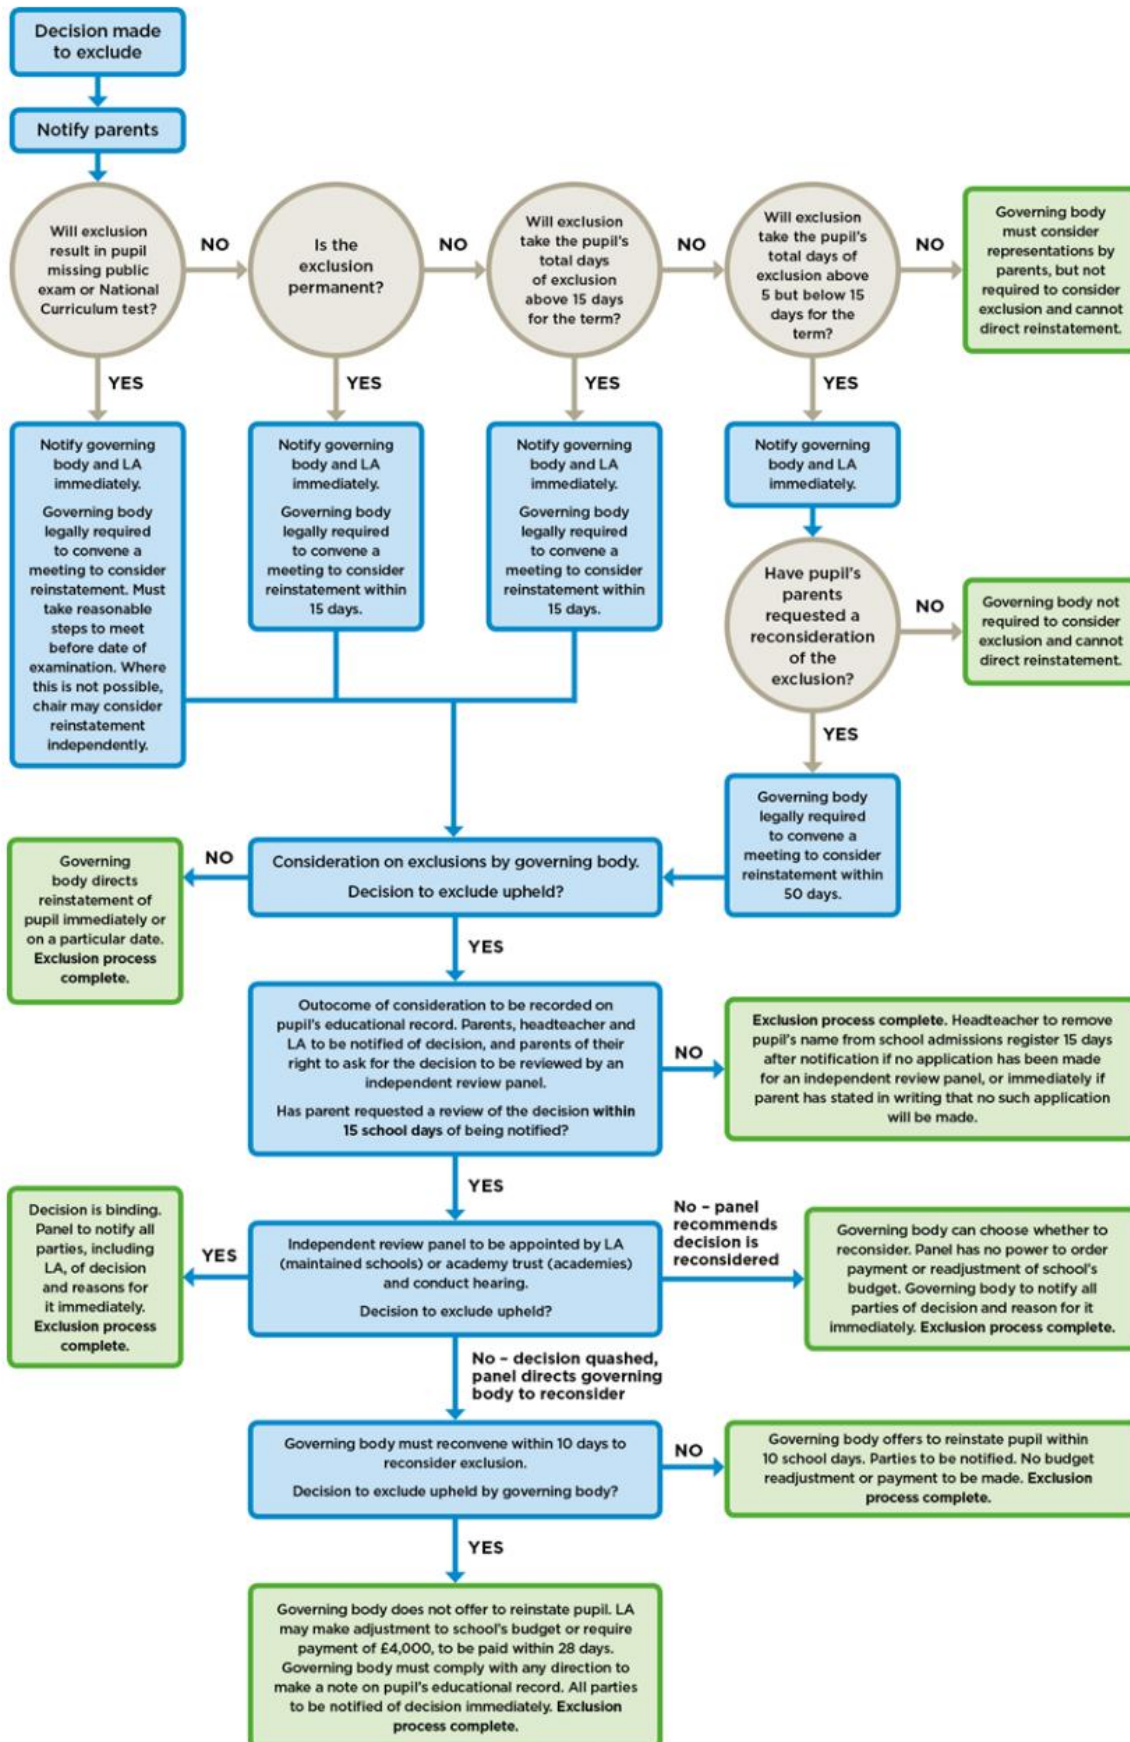 Decision made
to exclude
Notify parents
Will exclusion
result in pupil
missing public
exam or National
Curriculum test?
NO
Is the
exclusion
permanent?
NO
Will exclusion
take the pupil's
total days
of exclusion
above 15 days
for the term?
NO
Will exclusion
take the pupil's
total days of
exclusion above
5 but below 15
days for the
term?
NO
Governing body
must consider
representations by
parents, but not
required to consider
exclusion and cannot
direct reinstatement.
YES
YES
YES
YES
Notify governing
body and LA
immediately.
Governing body
legally required
to convene a
meeting to consider
reinstatement. Must
take reasonable
steps to meet
before date of
examination. Where
this is not possible,
chair may consider
reinstatement
independently.
Notify governing
body and LA
immediately.
Governing body
legally required
to convene a
meeting to consider
reinstatement within
15 days.
Notify governing
body and LA
immediately.
Governing body
legally required
to convene a
meeting to consider
reinstatement within
15 days.
Notify governing
body and LA
immediately.
Have pupil's
parents
requested a
reconsideration
of the
exclusion?
NO
Governing body not
required to consider
exclusion and cannot
direct reinstatement.
YES
Governing body
legally required
to convene a
meeting to consider
reinstatement within
50 days.
Consideration on exclusions by governing body.
Decision to exclude upheld?
NO
Governing
body directs
reinstatement of
pupil immediately or
on a particular date.
Exclusion process
complete.
YES
Outocome of consideration to be recorded on
pupil's educational record. Parents, headteacher and
LA to be notified of decision, and parents of their
right to ask for the decision to be reviewed by an
independent review panel.
Has parent requested a review of the decision within
15 school days of being notified?
NO
Exclusion process complete. Headteacher to remove
pupil's name from school admissions register 15 days
after notification if no application has been made
for an independent review panel, or immediately if
parent has stated in writing that no such application
will be made.
YES
Independent review panel to be appointed by LA
(maintained schools) or academy trust (academies)
and conduct hearing.
Decision to exclude upheld?
YES
Decision is binding.
Panel to notify all
parties, including
LA, of decision
and reasons for
it immediately.
Exclusion process
complete.
No – panel
recommends
decision is
reconsidered
Governing body can choose whether to
reconsider. Panel has no power to order
payment or readjustment of school's
budget. Governing body to notify all
parties of decision and reason for it
immediately. Exclusion process complete.
No – decision quashed,
panel directs governing
body to reconsider
Governing body must reconvene within 10 days to
reconsider exclusion.
Decision to exclude upheld by governing body?
NO
Governing body offers to reinstate pupil within
10 school days. Parties to be notified. No budget
readjustment or payment to be made. Exclusion
process complete.
YES
Governing body does not offer to reinstate pupil. LA
may make adjustment to school's budget or require
payment of £4,000, to be paid within 28 days.
Governing body must comply with any direction to
make a note on pupil's educational record. All parties
to be notified of decision immediately. Exclusion
process complete.